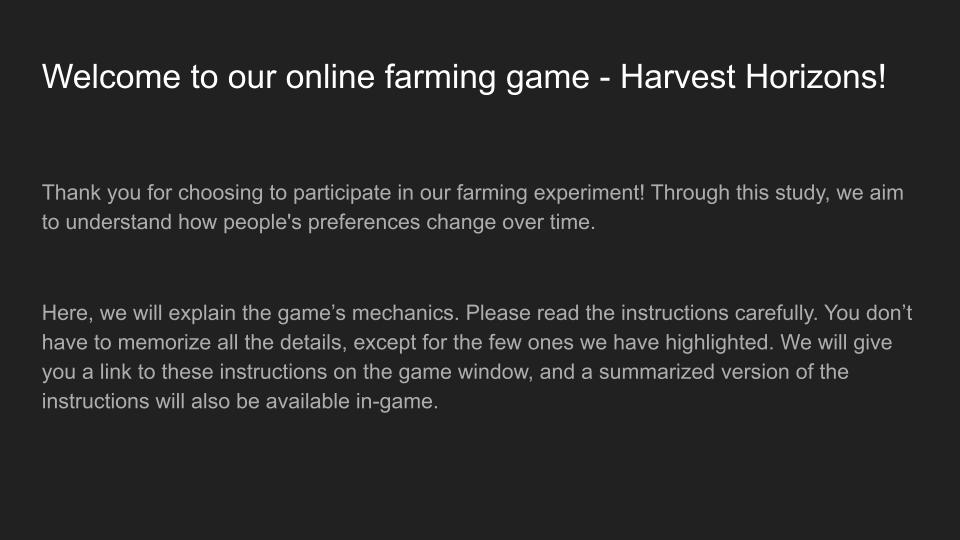 Welcome to our online farming game - Harvest Horizons!
Thank you for choosing to participate in our farming experiment! Through this study, we aim
to understand how people's preferences change over time.
Here, we will explain the game’s mechanics. Please read the instructions carefully. You don’t
have to memorize all the details, except for the few ones we have highlighted. We will give
you a link to these instructions on the game window, and a summarized version of the
instructions will also be available in-game.